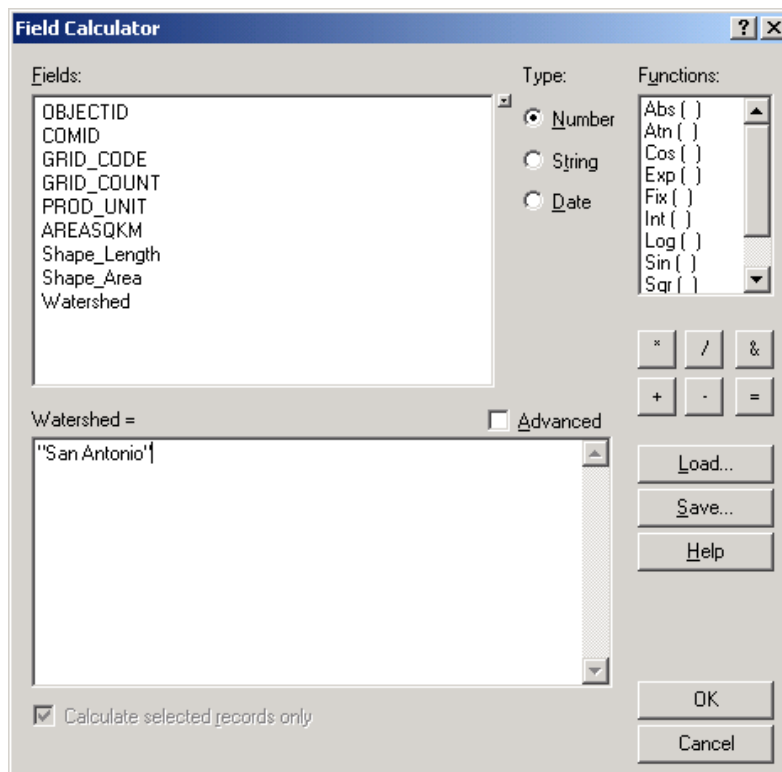 Field Calculator
Fields:
OBJECTID
COMID
GRID_CODE
GRID_COUNT
PROD_UNIT
AREASQKM
Shape_Length
Shape_Area
Watershed
Type:
Number
String
Date
Functions:
Abs ( )
Atn ( )
Cos ( )
Exp ( )
Fix ( )
Int ( )
Log ( )
Sin ( )
Sqr ( )
* / &
+ - =
Watershed =
Advanced
"San Antonio"
Load...
Save...
Help
Calculate selected records only
OK
Cancel